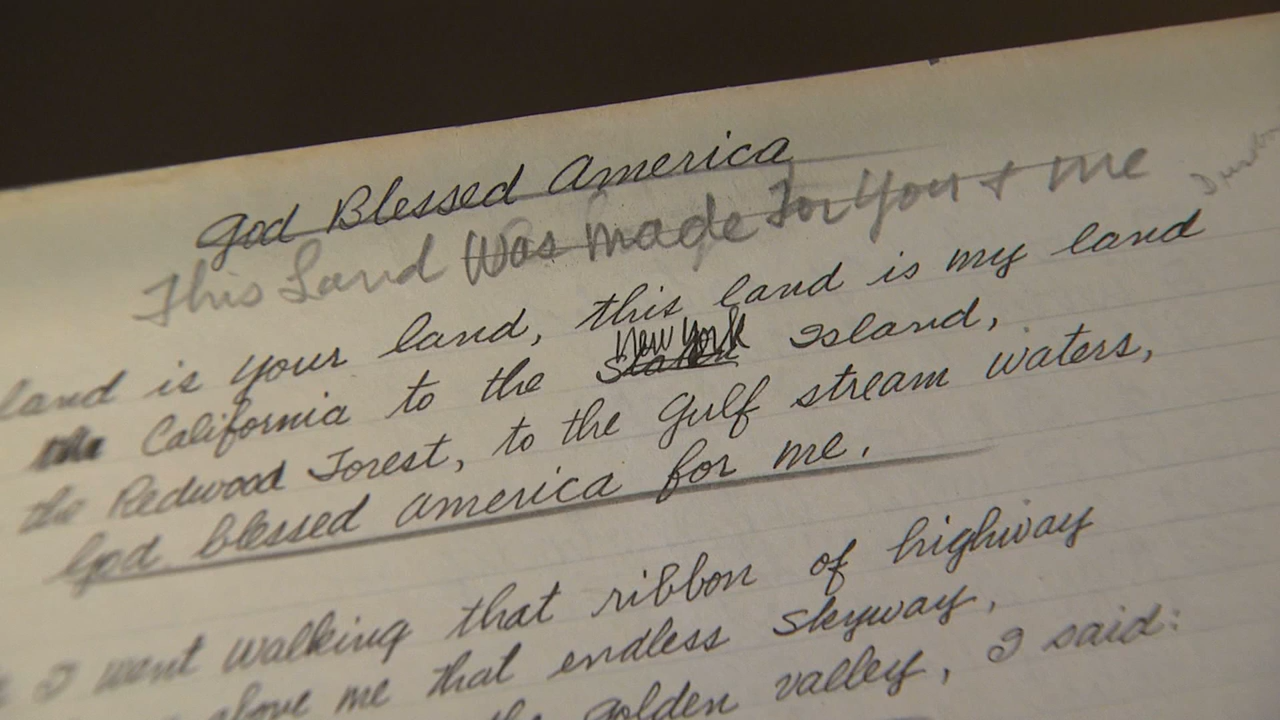 God Blessed America
This Land Was made For You + me
land is your land, this land is my land
California to the Staten New York Island,
the Redwood Forest, to the Gulf stream waters,
God blessed america for me.
I went walking that ribbon of highway
above me that endless skyway,
the golden valley, I said: